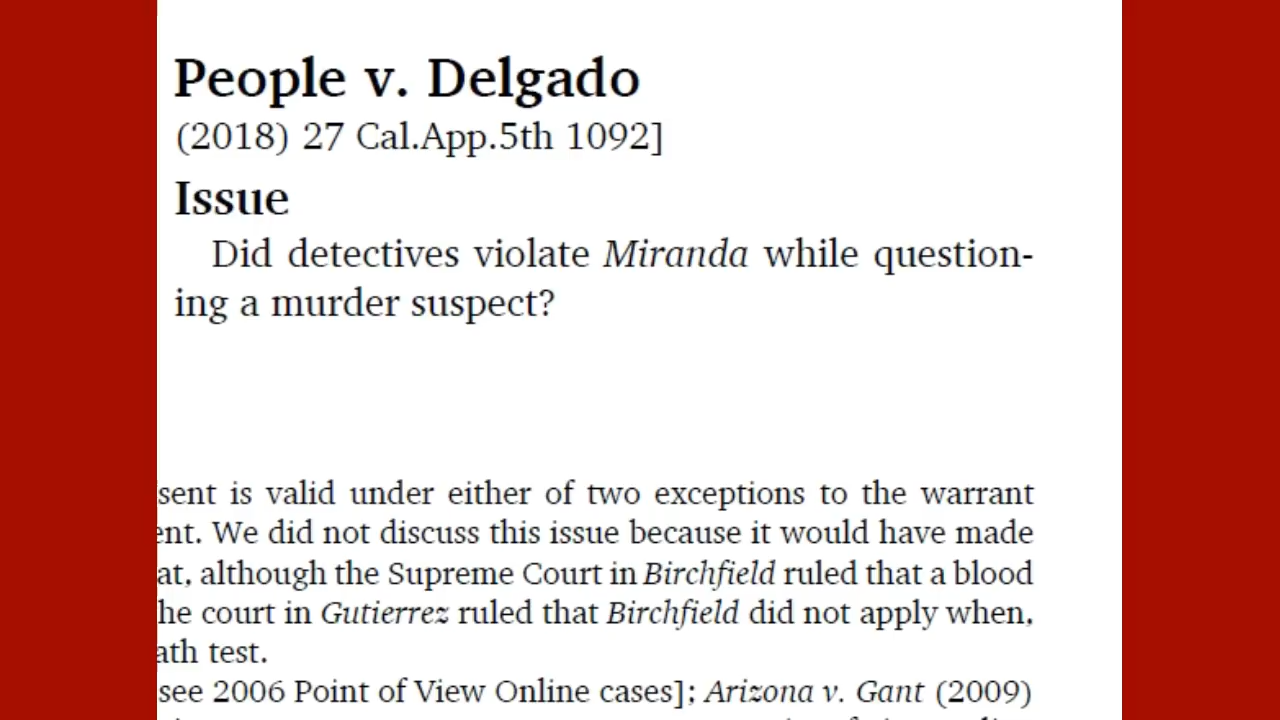 People v. Delgado
(2018) 27 Cal.App.5th 1092]
Issue
Did detectives violate Miranda while question-
ing a murder suspect?
sent is valid under either of two exceptions to the warrant
ent. We did not discuss this issue because it would have made
at, although the Supreme Court in Birchfield ruled that a blood
he court in Gutierrez ruled that Birchfield did not apply when,
ath test.
see 2006 Point of View Online cases]; Arizona v. Gant (2009)